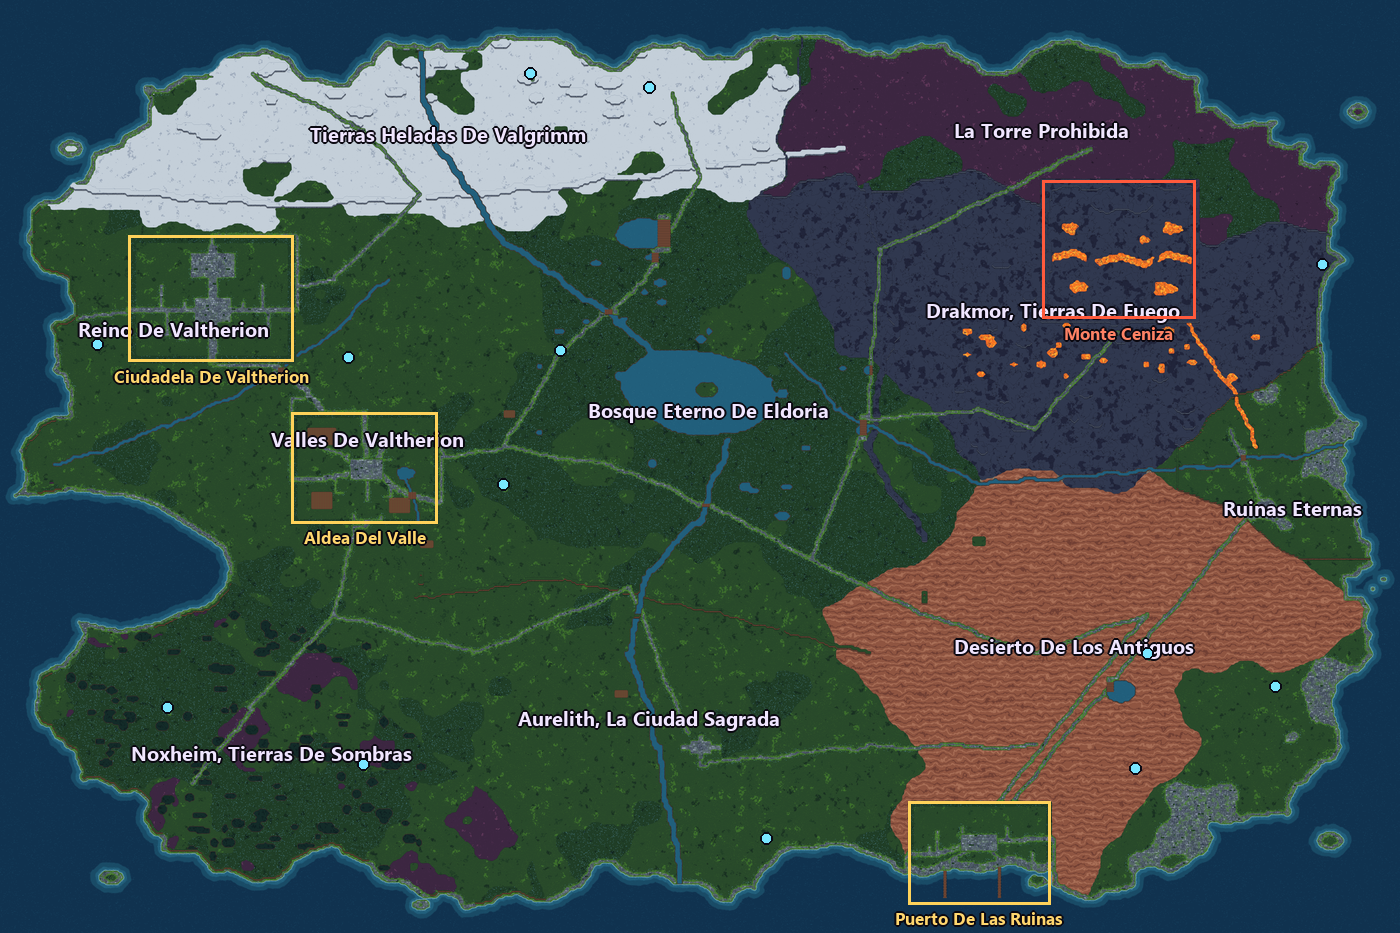 Tierras Heladas De Valgrimm
La Torre Prohibida
Drakmor, Tierras De Fuego
Monte Ceniza
Reino De Valtherion
Ciudadela De Valtherion
Bosque Eterno De Eldoria
Valles De Valtherion
Ruinas Eternas
Aldea Del Valle
Desierto De Los Antiguos
Aurelith, La Ciudad Sagrada
Noxheim, Tierras De Sombras
Puerto De Las Ruinas